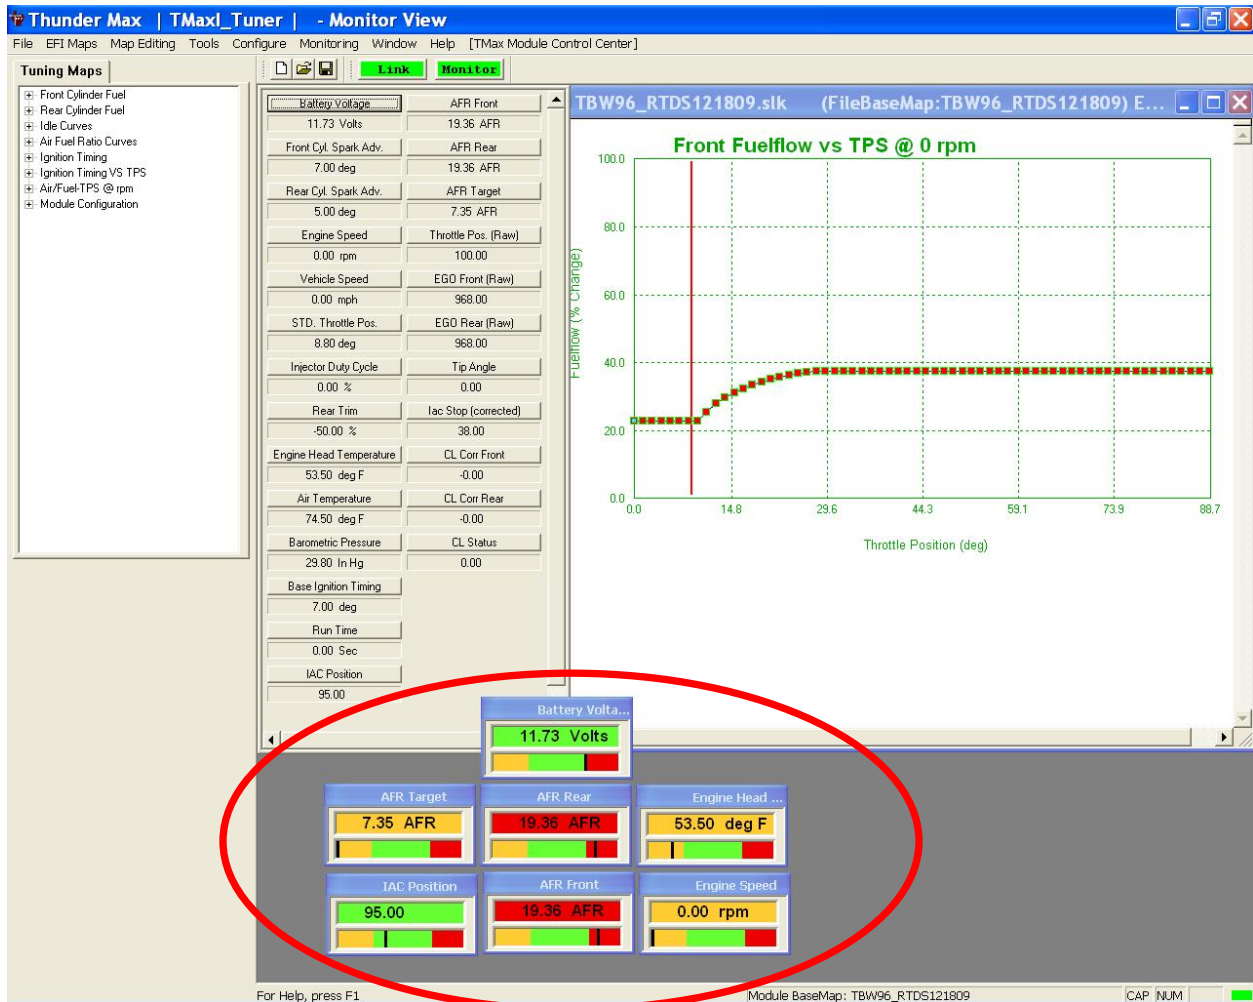 Thunder Max | TMaxI_Tuner | - Monitor View
File EFI Maps Map Editing Tools Configure Monitoring Window Help [TMax Module Control Center]
Tuning Maps
Link Monitor
Front Cylinder Fuel
Rear Cylinder Fuel
Idle Curves
Air Fuel Ratio Curves
Ignition Timing
Ignition Timing VS TPS
Air/Fuel-TPS @ rpm
Module Configuration
Battery Voltage
11.73 Volts
Front Cyl. Spark Adv.
7.00 deg
Rear Cyl. Spark Adv.
5.00 deg
Engine Speed
0.00 rpm
Vehicle Speed
0.00 mph
STD. Throttle Pos.
8.80 deg
Injector Duty Cycle
0.00 %
Rear Trim
-50.00 %
Engine Head Temperature
53.50 deg F
Air Temperature
74.50 deg F
Barometric Pressure
29.80 In Hg
Base Ignition Timing
7.00 deg
Run Time
0.00 Sec
IAC Position
95.00
AFR Front
19.36 AFR
AFR Rear
19.36 AFR
AFR Target
7.35 AFR
Throttle Pos. (Raw)
100.00
EGO Front (Raw)
968.00
EGO Rear (Raw)
968.00
Tip Angle
0.00
Iac Stop (corrected)
38.00
CL Corr Front
-0.00
CL Corr Rear
-0.00
CL Status
0.00
TBW96_RTDS121809.slk (FileBaseMap:TBW96_RTDS121809) E...
Front Fuelflow vs TPS @ 0 rpm
Fuelflow (% Change)
100.0
80.0
60.0
40.0
20.0
0.0
0.0 14.8 29.6 44.3 59.1 73.9 88.7
Throttle Position (deg)
Battery Volta...
11.73 Volts
AFR Target AFR Rear Engine Head ...
7.35 AFR 19.36 AFR 53.50 deg F
IAC Position AFR Front Engine Speed
95.00 19.36 AFR 0.00 rpm
For Help, press F1 Module BaseMap: TBW96_RTDS121809 CAP NUM